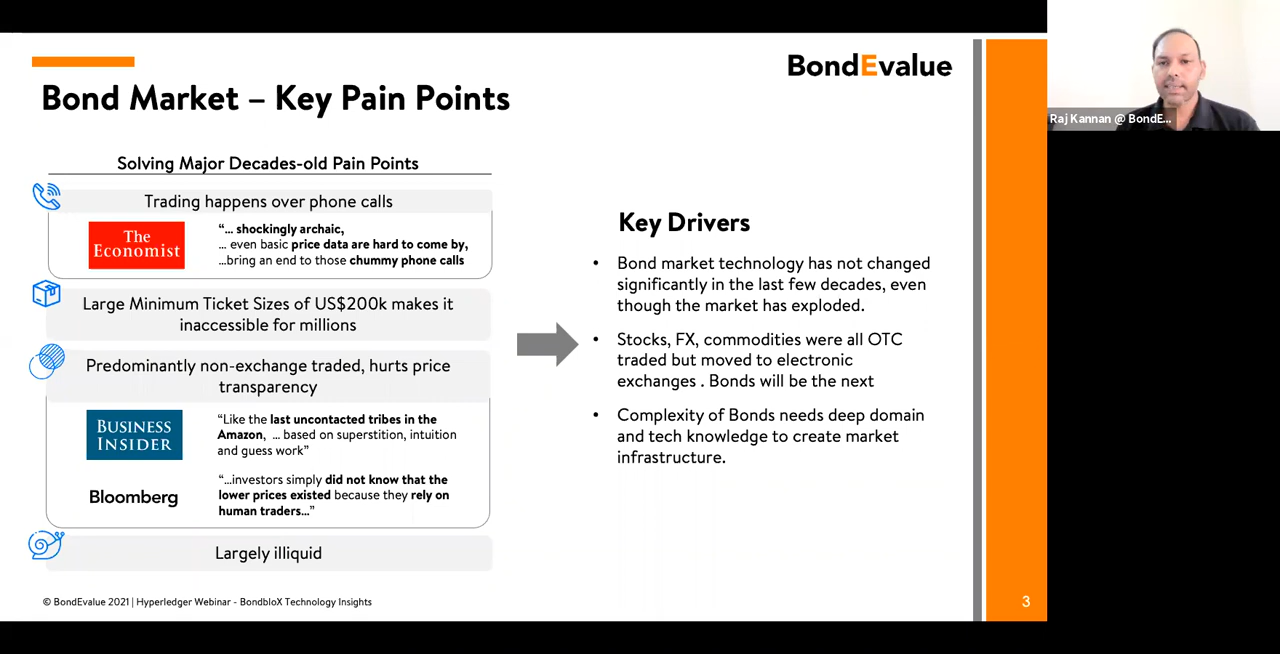 BondEvalue
Bond Market – Key Pain Points
Raj Kannan @ BondE...
Solving Major Decades-old Pain Points
Trading happens over phone calls
The
Economist
“... shockingly archaic,
... even basic price data are hard to come by,
...bring an end to those chummy phone calls
Large Minimum Ticket Sizes of US$200k makes it
inaccessible for millions
Predominantly non-exchange traded, hurts price
transparency
BUSINESS
INSIDER
“Like the last uncontacted tribes in the
Amazon, ... based on superstition, intuition
and guess work”
Bloomberg
“...investors simply did not know that the
lower prices existed because they rely on
human traders...”
Largely illiquid
Key Drivers
• Bond market technology has not changed
significantly in the last few decades, even
though the market has exploded.
• Stocks, FX, commodities were all OTC
traded but moved to electronic
exchanges . Bonds will be the next
• Complexity of Bonds needs deep domain
and tech knowledge to create market
infrastructure.
© BondEvalue 2021 | Hyperledger Webinar - BondbloX Technology Insights
3